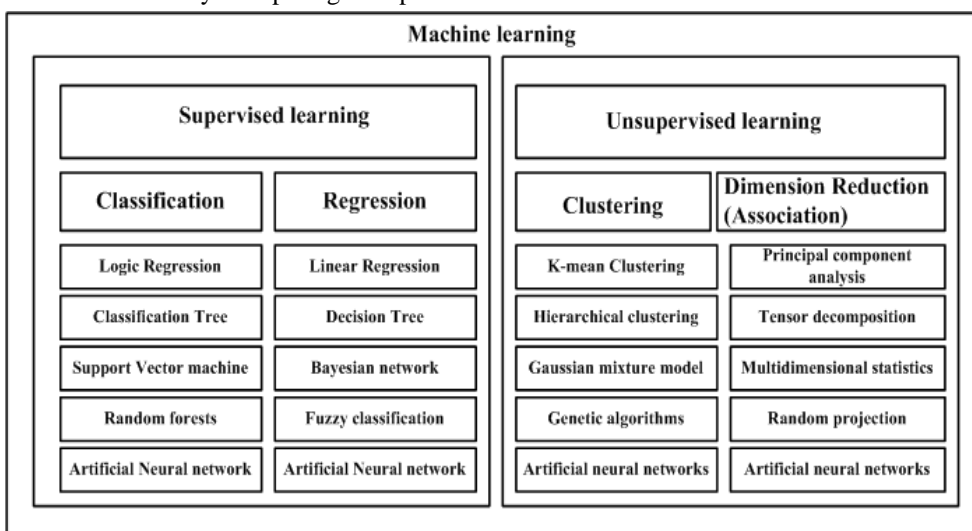 Machine learning
Supervised learning
Unsupervised learning
Classification
Regression
Clustering
Dimension Reduction
(Association)
Logic Regression
Linear Regression
K-mean Clustering
Principal component
analysis
Classification Tree
Decision Tree
Hierarchical clustering
Tensor decomposition
Support Vector machine
Bayesian network
Gaussian mixture model
Multidimensional statistics
Random forests
Fuzzy classification
Genetic algorithms
Random projection
Artificial Neural network
Artificial Neural network
Artificial neural networks
Artificial neural networks